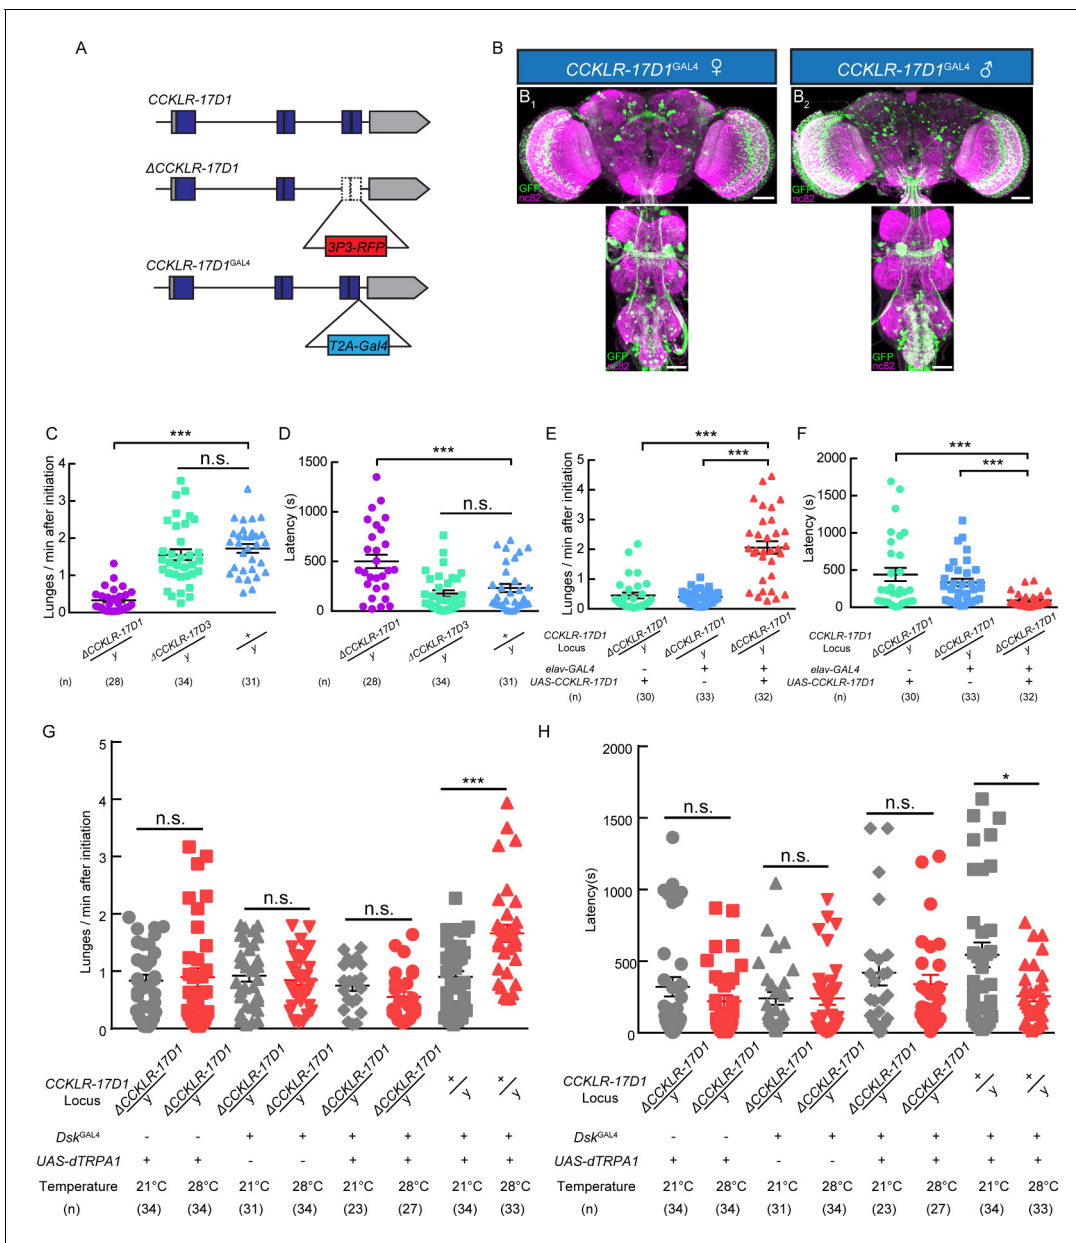 A
CCKLR-17D1
ΔCCKLR-17D1
3P3-RFP
CCKLR-17D1GAL4
T2A-Gal4
B
CCKLR-17D1GAL4 ♀
CCKLR-17D1GAL4 ♂
B1
B2
GFP
nc82
GFP
nc82
GFP
nc82
GFP
nc82
C
***
n.s.
Lunges / min after initiation
4
3
2
1
0
ΔCCKLR-17D1
y
ΔCCKLR-17D3
y
+
y
(n) (28) (34) (31)
D
***
n.s.
Latency (s)
1500
1000
500
0
ΔCCKLR-17D1
y
ΔCCKLR-17D3
y
+
y
(n) (28) (34) (31)
E
***
***
Lunges / min after initiation
5
4
3
2
1
0
CCKLR-17D1
Locus
ΔCCKLR-17D1
y
ΔCCKLR-17D1
y
ΔCCKLR-17D1
y
elav-GAL4 - + +
UAS-CCKLR-17D1 + - +
(n) (30) (33) (32)
F
***
***
Latency (s)
2000
1500
1000
500
0
CCKLR-17D1
Locus
ΔCCKLR-17D1
y
ΔCCKLR-17D1
y
ΔCCKLR-17D1
y
elav-GAL4 - + +
UAS-CCKLR-17D1 + - +
(n) (30) (33) (32)
G
n.s.
n.s.
n.s.
***
Lunges / min after initiation
5
4
3
2
1
0
CCKLR-17D1
Locus
ΔCCKLR-17D1
y
ΔCCKLR-17D1
y
ΔCCKLR-17D1
y
ΔCCKLR-17D1
y
ΔCCKLR-17D1
y
ΔCCKLR-17D1
y
+
y
+
y
DskGAL4 - - + + + + + +
UAS-dTRPA1 + + - - + + + +
Temperature 21°C 28°C 21°C 28°C 21°C 28°C 21°C 28°C
(n) (34) (34) (31) (34) (23) (27) (34) (33)
H
n.s.
n.s.
n.s.
*
Latency(s)
2000
1500
1000
500
0
CCKLR-17D1
Locus
ΔCCKLR-17D1
y
ΔCCKLR-17D1
y
ΔCCKLR-17D1
y
ΔCCKLR-17D1
y
ΔCCKLR-17D1
y
ΔCCKLR-17D1
y
+
y
+
y
DskGAL4 - - + + + + + +
UAS-dTRPA1 + + - - + + + +
Temperature 21°C 28°C 21°C 28°C 21°C 28°C 21°C 28°C
(n) (34) (34) (31) (34) (23) (27) (34) (33)